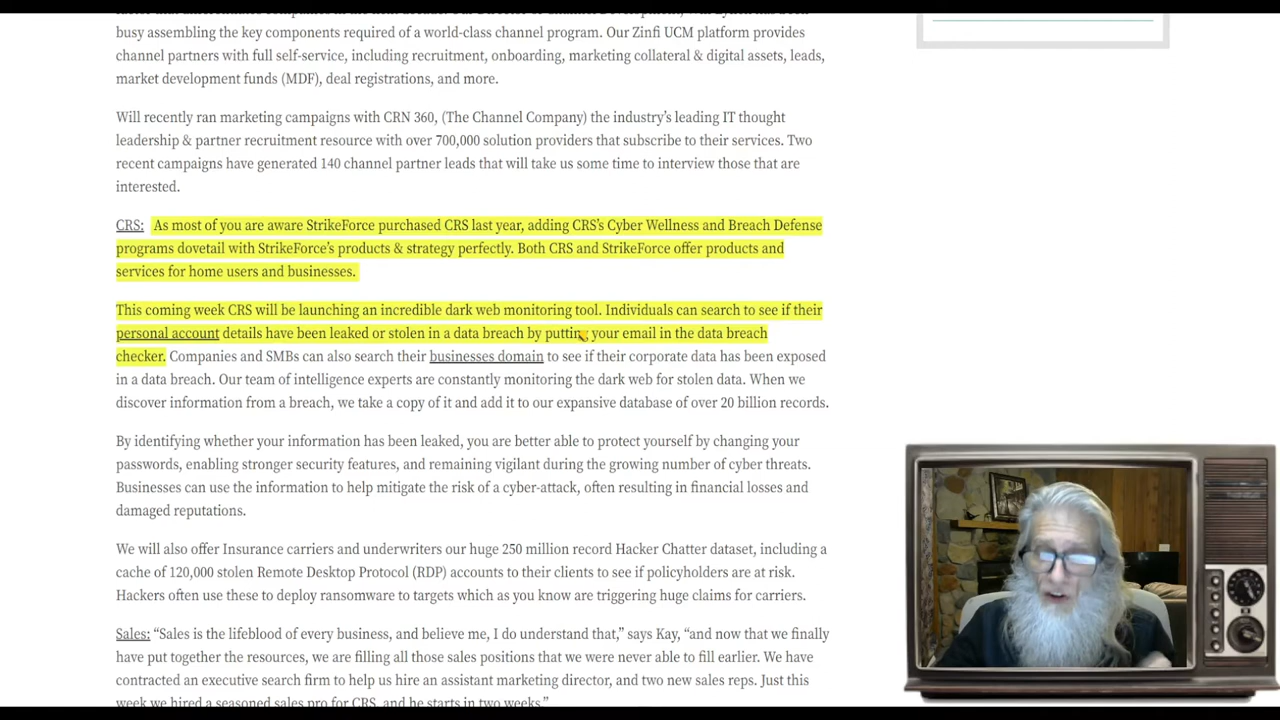 busy assembling the key components required of a world-class channel program. Our Zinfi UCM platform provides
channel partners with full self-service, including recruitment, onboarding, marketing collateral & digital assets, leads,
market development funds (MDF), deal registrations, and more.
Will recently ran marketing campaigns with CRN 360, (The Channel Company) the industry’s leading IT thought
leadership & partner recruitment resource with over 700,000 solution providers that subscribe to their services. Two
recent campaigns have generated 140 channel partner leads that will take us some time to interview those that are
interested.
CRS: As most of you are aware StrikeForce purchased CRS last year, adding CRS’s Cyber Wellness and Breach Defense
programs dovetail with StrikeForce’s products & strategy perfectly. Both CRS and StrikeForce offer products and
services for home users and businesses.
This coming week CRS will be launching an incredible dark web monitoring tool. Individuals can search to see if their
personal account details have been leaked or stolen in a data breach by putting your email in the data breach
checker. Companies and SMBs can also search their businesses domain to see if their corporate data has been exposed
in a data breach. Our team of intelligence experts are constantly monitoring the dark web for stolen data. When we
discover information from a breach, we take a copy of it and add it to our expansive database of over 20 billion records.
By identifying whether your information has been leaked, you are better able to protect yourself by changing your
passwords, enabling stronger security features, and remaining vigilant during the growing number of cyber threats.
Businesses can use the information to help mitigate the risk of a cyber-attack, often resulting in financial losses and
damaged reputations.
We will also offer Insurance carriers and underwriters our huge 250 million record Hacker Chatter dataset, including a
cache of 120,000 stolen Remote Desktop Protocol (RDP) accounts to their clients to see if policyholders are at risk.
Hackers often use these to deploy ransomware to targets which as you know are triggering huge claims for carriers.
Sales: “Sales is the lifeblood of every business, and believe me, I do understand that,” says Kay, “and now that we finally
have put together the resources, we are filling all those sales positions that we were never able to fill earlier. We have
contracted an executive search firm to help us hire an assistant marketing director, and two new sales reps. Just this
week we hired a seasoned sales pro for CRS, and he starts in two weeks.”